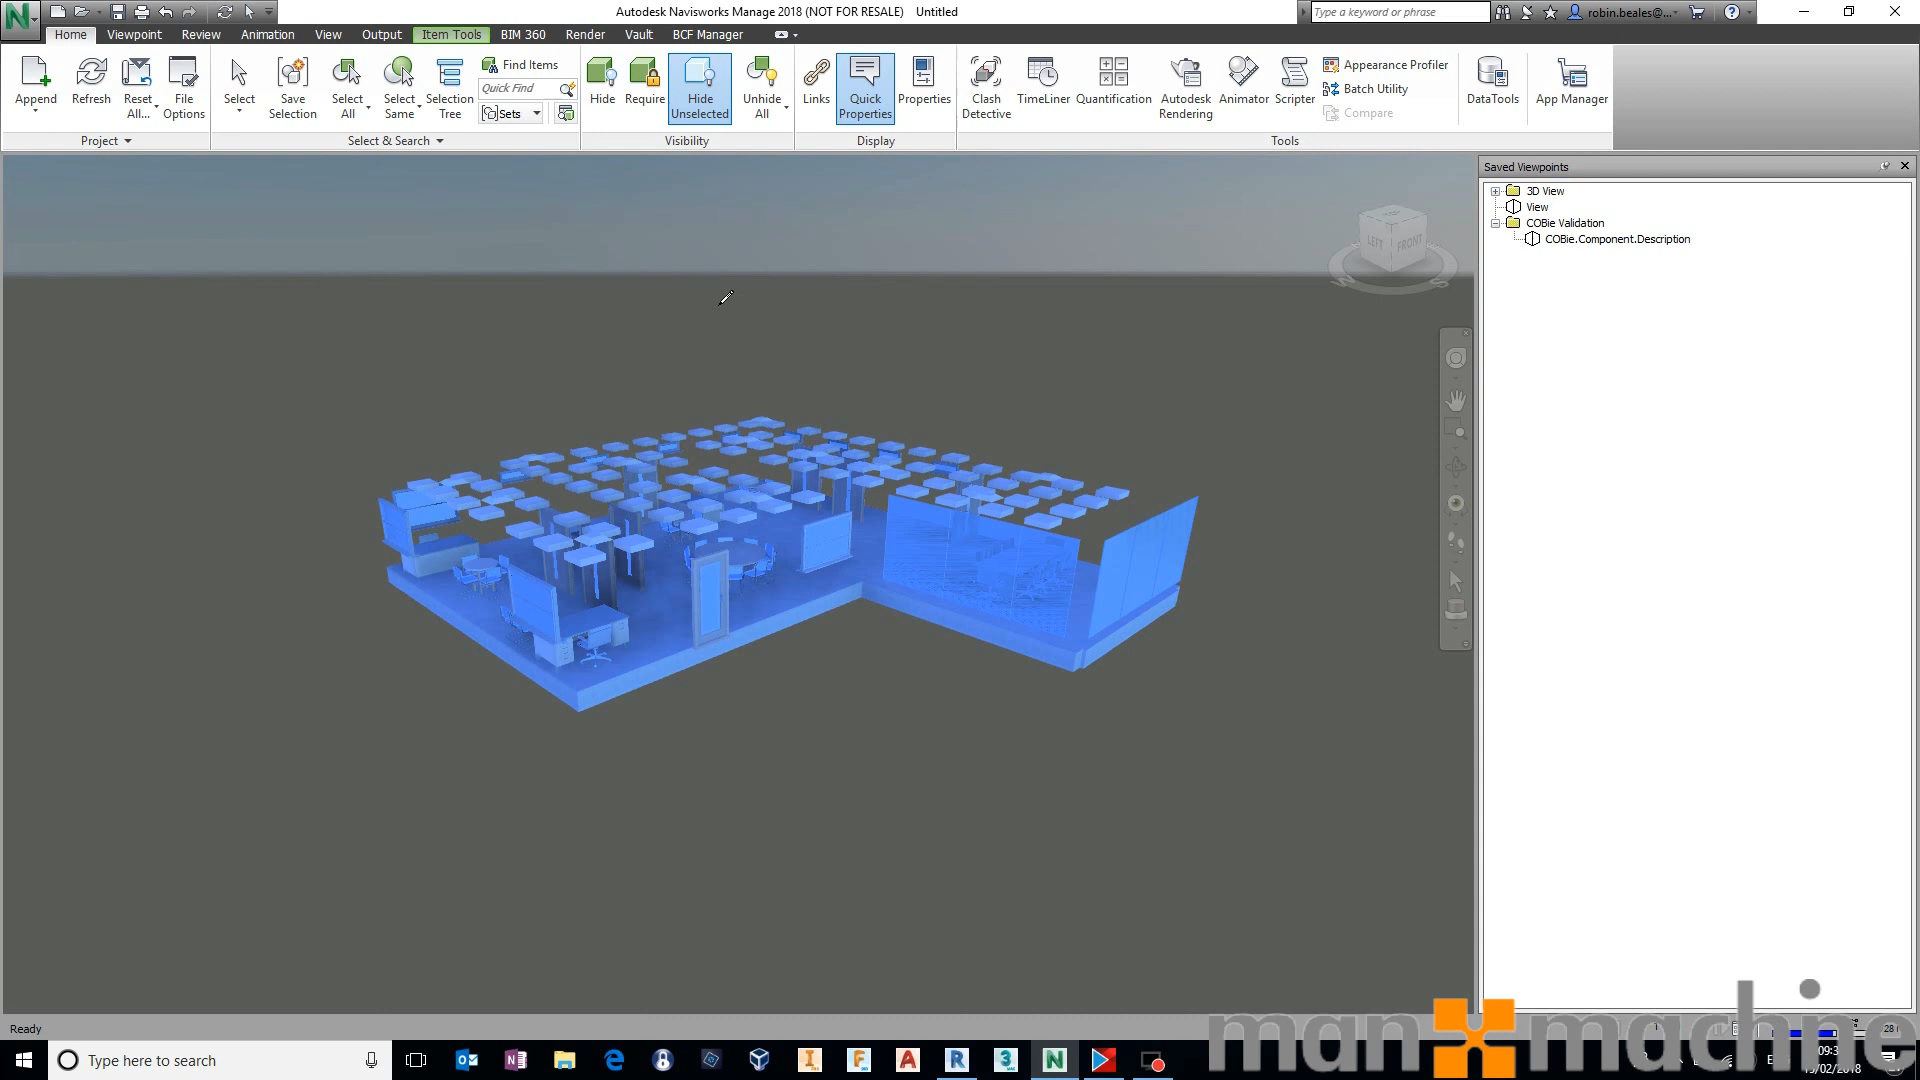 Autodesk Navisworks Manage 2018 (NOT FOR RESALE) Untitled
Type a keyword or phrase
robin.beales@...
Home Viewpoint Review Animation View Output Item Tools BIM 360 Render Vault BCF Manager
Append
Refresh
Reset All...
File Options
Select
Save Selection
Select All
Select Same
Selection Tree
Find Items
Quick Find
Sets
Hide
Require
Hide Unselected
Unhide All
Links
Quick Properties
Properties
Clash Detective
TimeLiner
Quantification
Autodesk Rendering
Animator
Scripter
Appearance Profiler
Batch Utility
Compare
DataTools
App Manager
Project
Select & Search
Visibility
Display
Tools
Saved Viewpoints
3D View
View
COBie Validation
COBie.Component.Description
LEFT
FRONT
Ready
man machine
Type here to search